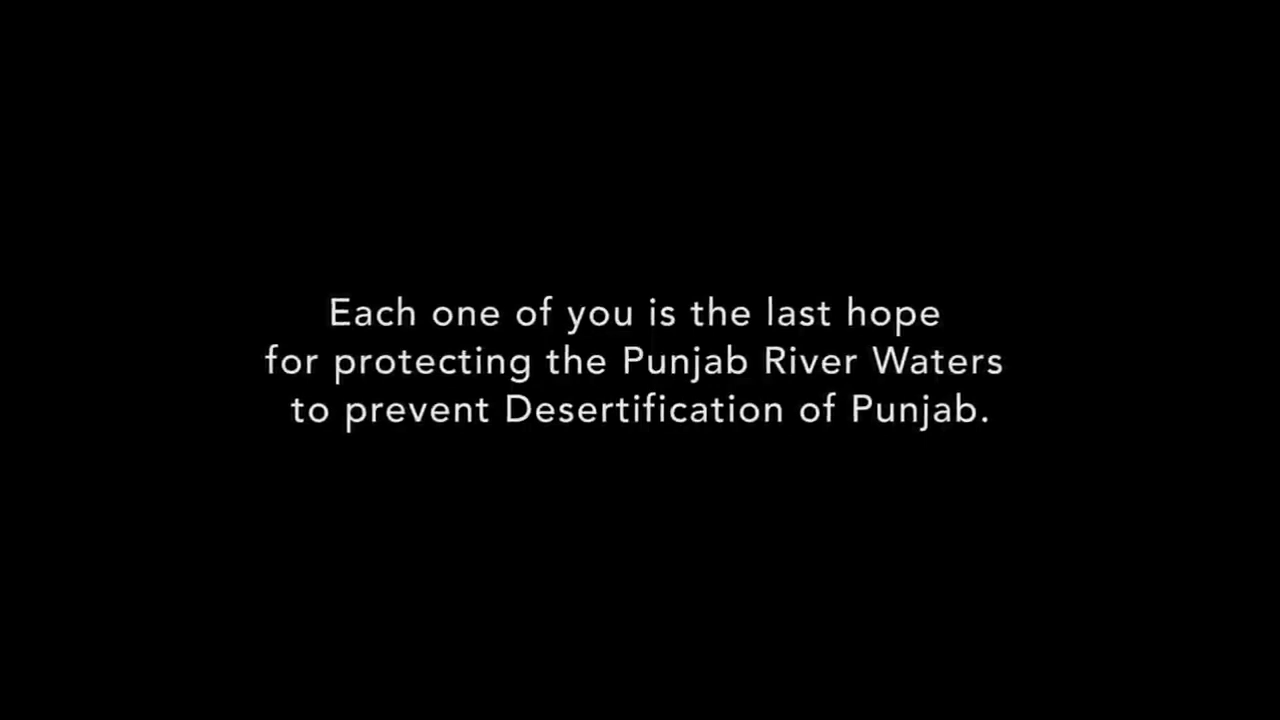 Each one of you is the last hope
for protecting the Punjab River Waters
to prevent Desertification of Punjab.